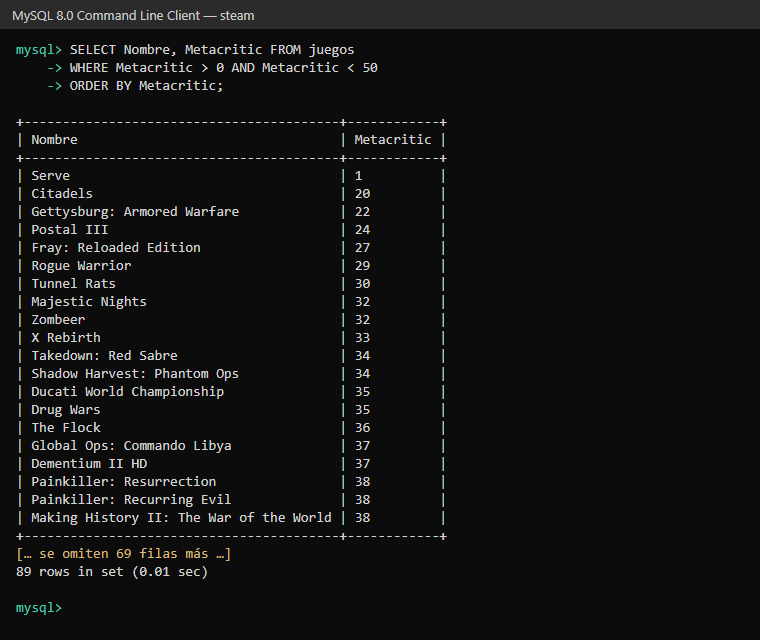 MySQL 8.0 Command Line Client — steam
mysql> SELECT Nombre, Metacritic FROM juegos
    -> WHERE Metacritic > 0 AND Metacritic < 50
    -> ORDER BY Metacritic;
+-----------------------------------------+------------+
| Nombre                                  | Metacritic |
+-----------------------------------------+------------+
| Serve                                   | 1          |
| Citadels                                | 20         |
| Gettysburg: Armored Warfare             | 22         |
| Postal III                              | 24         |
| Fray: Reloaded Edition                  | 27         |
| Rogue Warrior                           | 29         |
| Tunnel Rats                             | 30         |
| Majestic Nights                         | 32         |
| Zombeer                                 | 32         |
| X Rebirth                               | 33         |
| Takedown: Red Sabre                     | 34         |
| Shadow Harvest: Phantom Ops             | 34         |
| Ducati World Championship               | 35         |
| Drug Wars                               | 35         |
| The Flock                               | 36         |
| Global Ops: Commando Libya              | 37         |
| Dementium II HD                         | 37         |
| Painkiller: Resurrection                | 38         |
| Painkiller: Recurring Evil              | 38         |
| Making History II: The War of the World | 38         |
+-----------------------------------------+------------+
[… se omiten 69 filas más …]
89 rows in set (0.01 sec)
mysql>